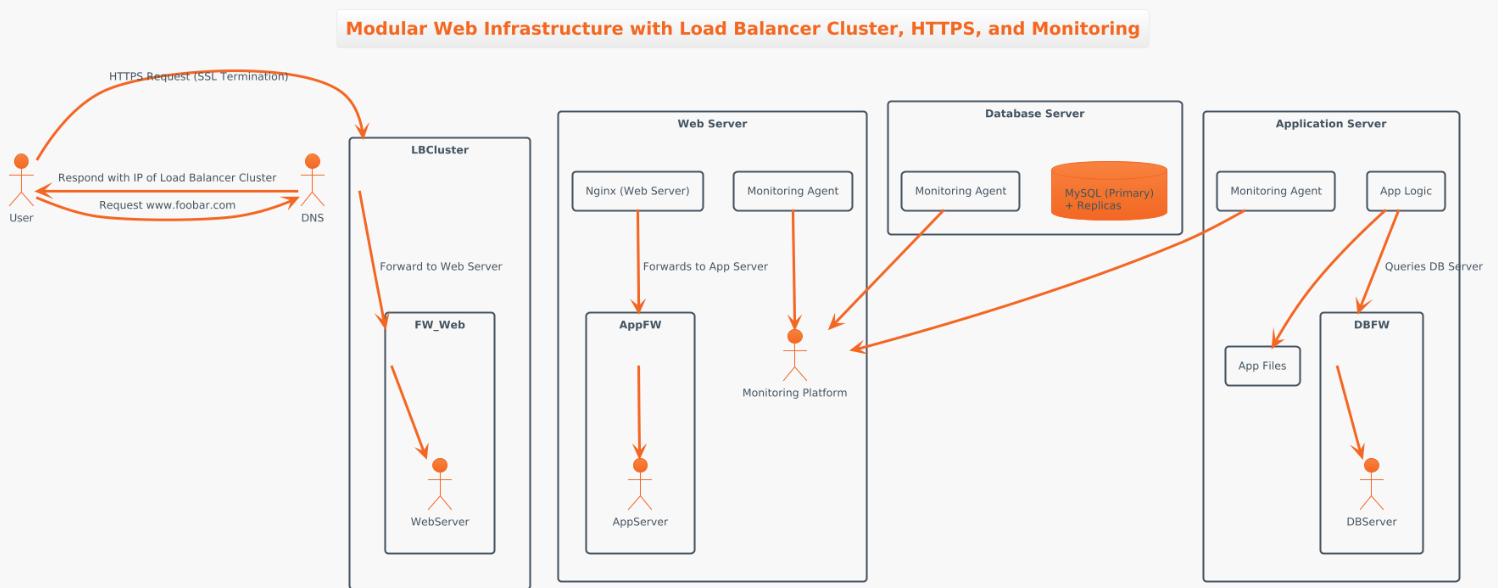 Modular Web Infrastructure with Load Balancer Cluster, HTTPS, and Monitoring
HTTPS Request (SSL Termination)
Respond with IP of Load Balancer Cluster
Request www.foobar.com
User
DNS
LBCluster
Forward to Web Server
FW_Web
WebServer
Web Server
Nginx (Web Server)
Monitoring Agent
Forwards to App Server
AppFW
AppServer
Monitoring Platform
Database Server
Monitoring Agent
MySQL (Primary)
+ Replicas
Application Server
Monitoring Agent
App Logic
Queries DB Server
App Files
DBFW
DBServer